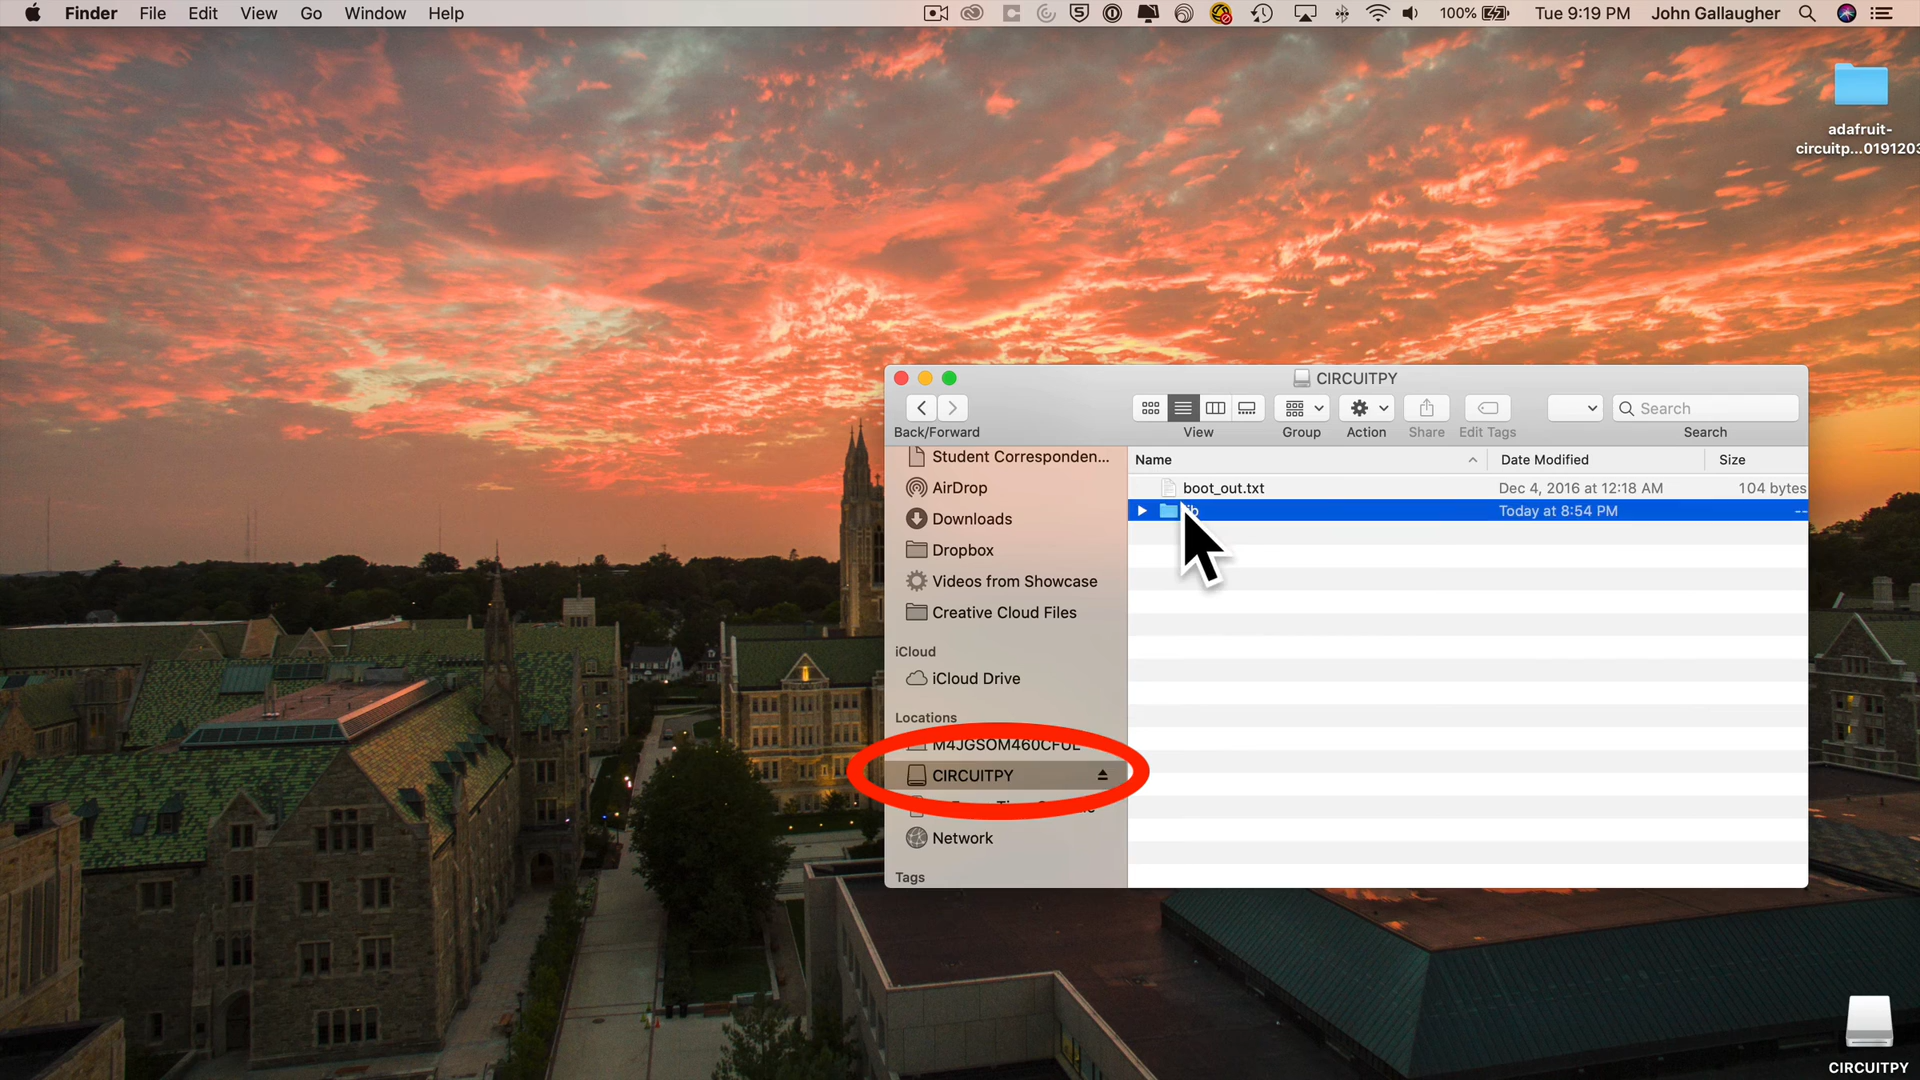 Finder File Edit View Go Window Help
100% Tue 9:19 PM John Gallaugher
adafruit-
circuitp...0191203
CIRCUITPY
Back/Forward View Group Action Share Edit Tags Search
Search
Name Date Modified Size
boot_out.txt Dec 4, 2016 at 12:18 AM 104 bytes
Today at 8:54 PM --
Student Corresponden...
AirDrop
Downloads
Dropbox
Videos from Showcase
Creative Cloud Files
iCloud
iCloud Drive
Locations
M4JGSOM460CFUL
CIRCUITPY
Network
Tags
CIRCUITPY